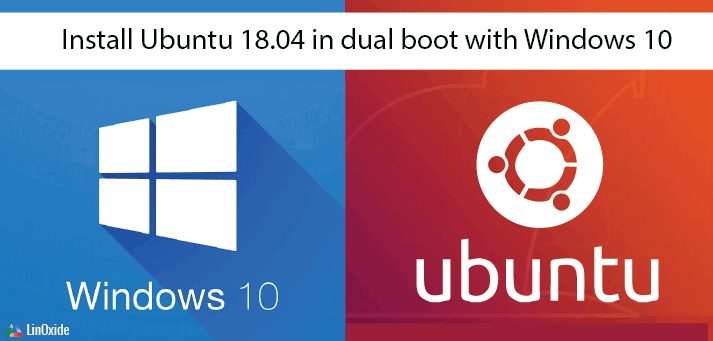 Install Ubuntu 18.04 in dual boot with Windows 10
Windows 10
ubuntu
LinOxide